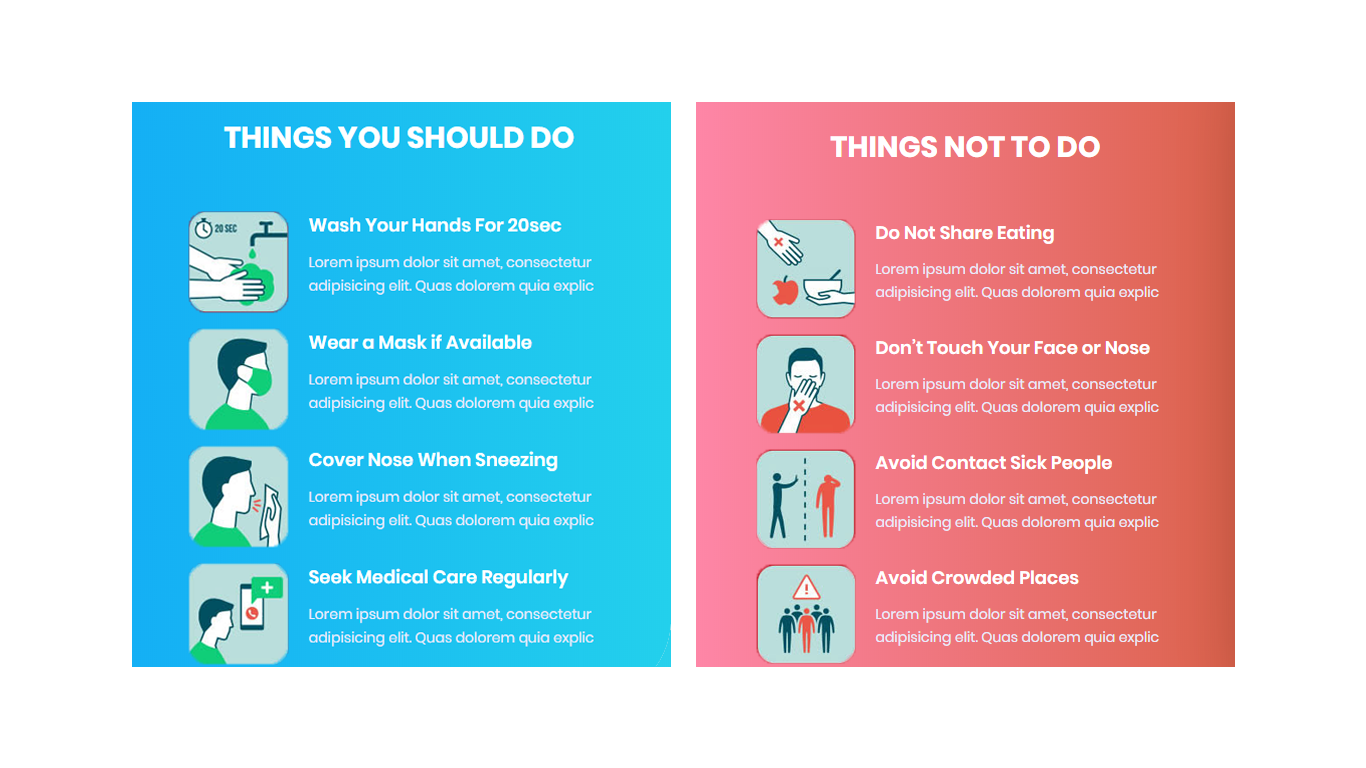 THINGS YOU SHOULD DO
20 SEC
Wash Your Hands For 20sec
Lorem ipsum dolor sit amet, consectetur
adipisicing elit. Quas dolorem quia explic
Wear a Mask if Available
Lorem ipsum dolor sit amet, consectetur
adipisicing elit. Quas dolorem quia explic
Cover Nose When Sneezing
Lorem ipsum dolor sit amet, consectetur
adipisicing elit. Quas dolorem quia explic
Seek Medical Care Regularly
Lorem ipsum dolor sit amet, consectetur
adipisicing elit. Quas dolorem quia explic
THINGS NOT TO DO
Do Not Share Eating
Lorem ipsum dolor sit amet, consectetur
adipisicing elit. Quas dolorem quia explic
Don’t Touch Your Face or Nose
Lorem ipsum dolor sit amet, consectetur
adipisicing elit. Quas dolorem quia explic
Avoid Contact Sick People
Lorem ipsum dolor sit amet, consectetur
adipisicing elit. Quas dolorem quia explic
Avoid Crowded Places
Lorem ipsum dolor sit amet, consectetur
adipisicing elit. Quas dolorem quia explic